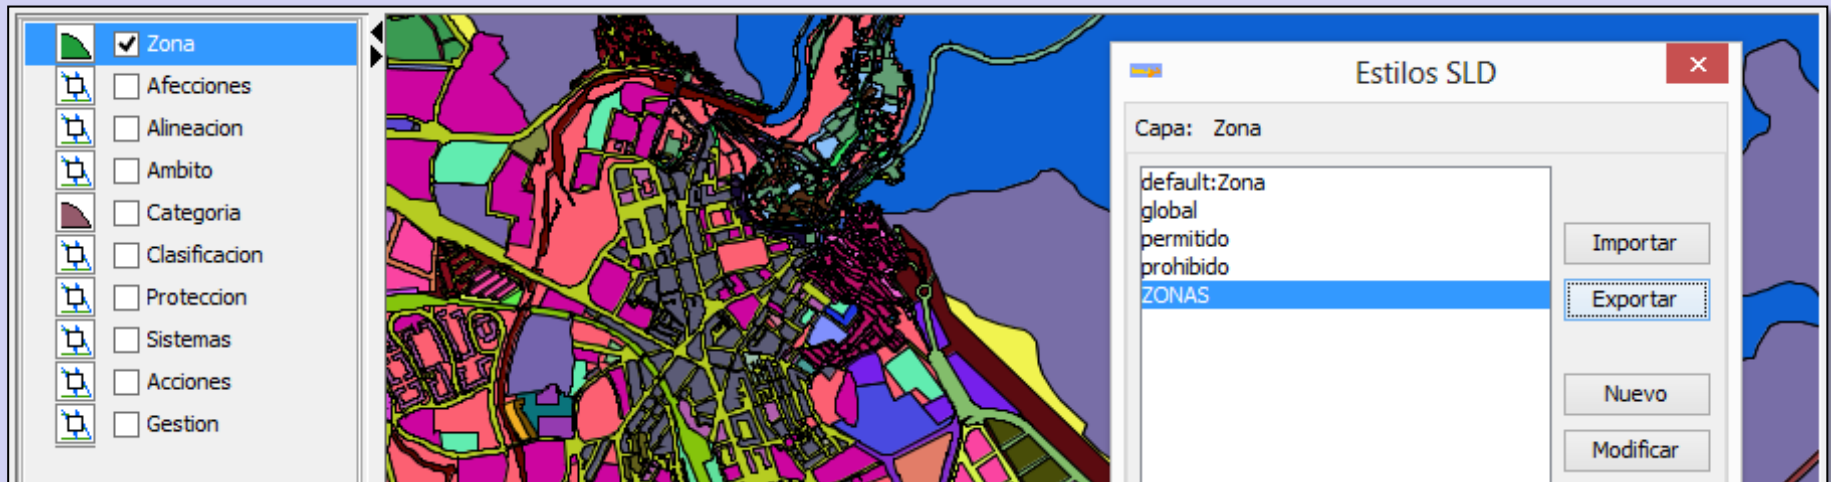 Zona
Afecciones
Alineacion
Ambito
Categoria
Clasificacion
Proteccion
Sistemas
Acciones
Gestion
Estilos SLD
Capa: Zona
default:Zona
global
permitido
prohibido
ZONAS
Importar
Exportar
Nuevo
Modificar